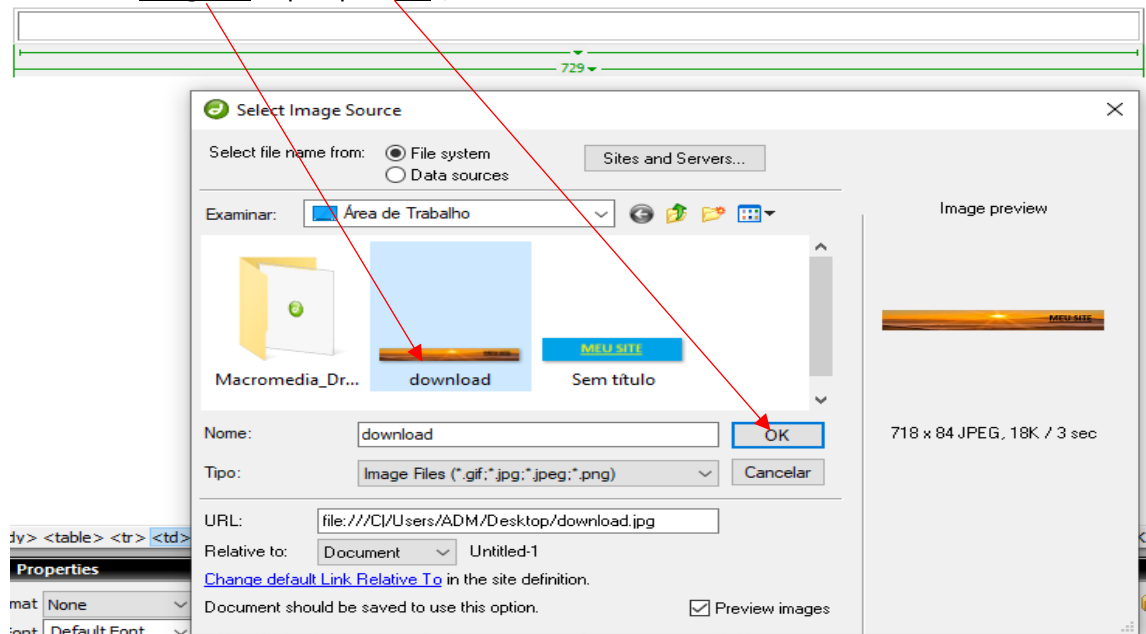 729
Select Image Source
Select file name from: File system Sites and Servers...
Data sources
Examinar: Área de Trabalho
Image preview
MEU SITE
MEU SITE
Macromedia_Dr... download Sem título
Nome: download OK
718 x 84 JPEG, 18K / 3 sec
Tipo: Image Files (*.gif;*.jpg;*.jpeg;*.png) Cancelar
URL: file:///C|/Users/ADM/Desktop/download.jpg
<table> <tr> <td>
Relative to: Document Untitled-1
Properties
Change default Link Relative To in the site definition.
None
Document should be saved to use this option. Preview images
Default Font